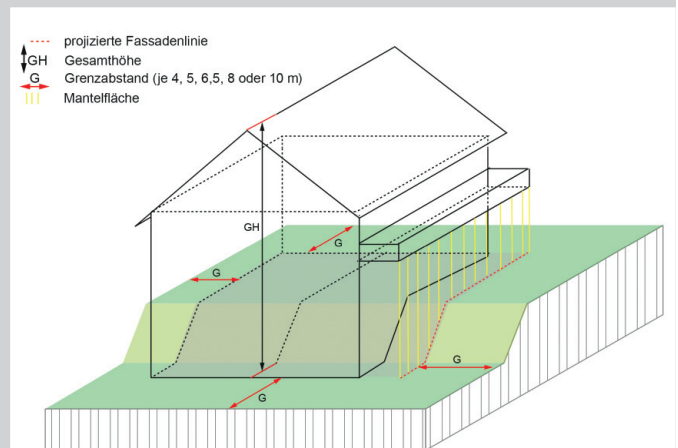 projizierte Fassadenlinie
GH Gesamthöhe
G Grenzabstand (je 4, 5, 6,5, 8 oder 10 m)
Mantelfläche
GH
G
G
G
G